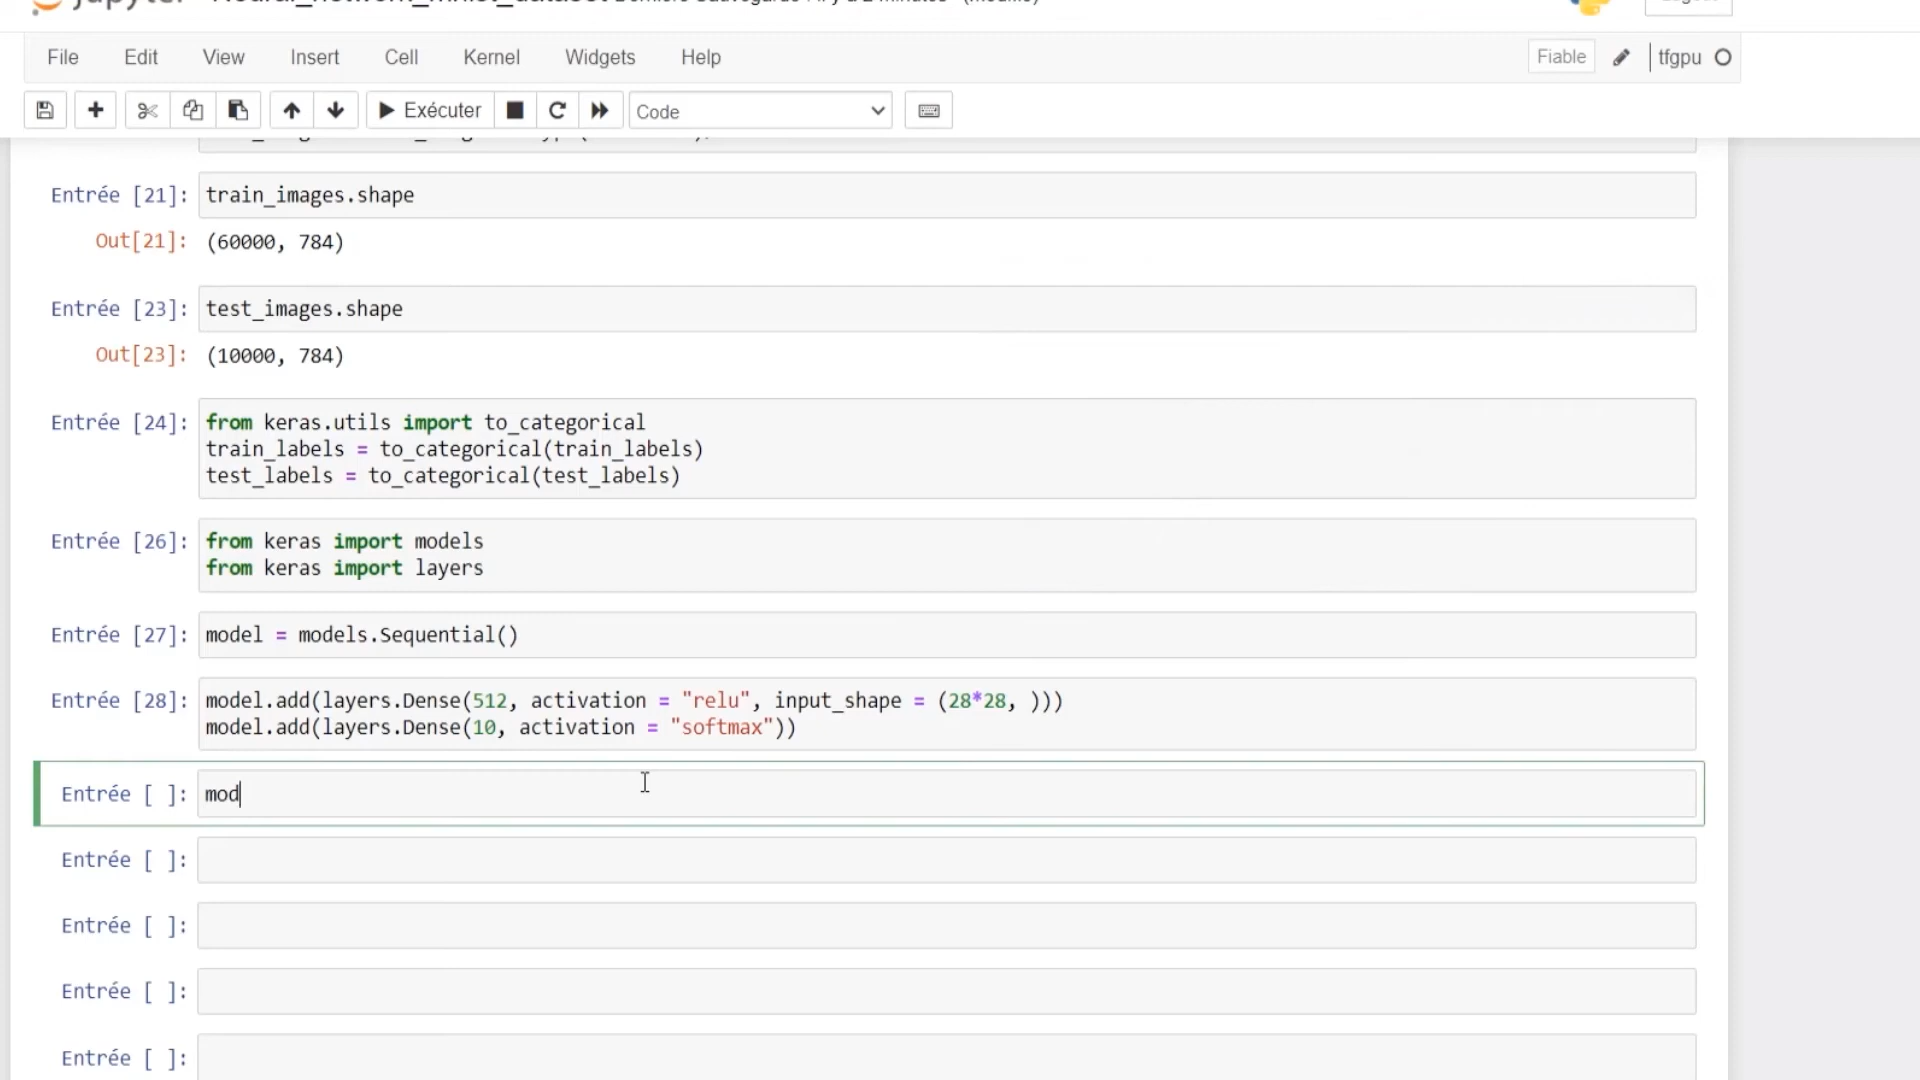 File Edit View Insert Cell Kernel Widgets Help Fiable tfgpu
Exécuter Code
Entrée [21]: train_images.shape
Out[21]: (60000, 784)
Entrée [23]: test_images.shape
Out[23]: (10000, 784)
Entrée [24]: from keras.utils import to_categorical
train_labels = to_categorical(train_labels)
test_labels = to_categorical(test_labels)
Entrée [26]: from keras import models
from keras import layers
Entrée [27]: model = models.Sequential()
Entrée [28]: model.add(layers.Dense(512, activation = "relu", input_shape = (28*28, )))
model.add(layers.Dense(10, activation = "softmax"))
Entrée [ ]: mod
Entrée [ ]:
Entrée [ ]:
Entrée [ ]:
Entrée [ ]: